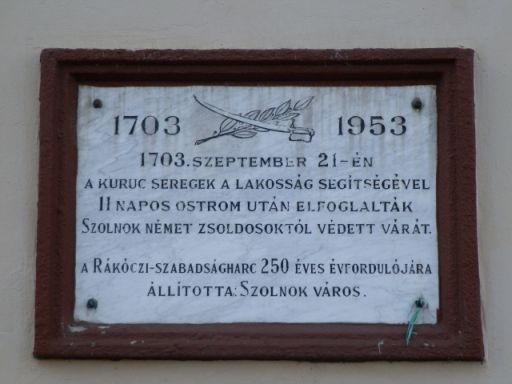 1703 1953
1703. SZEPTEMBER 21-ÉN
A KURUC SEREGEK A LAKOSSÁG SEGITSÉGÉVEL
11 NAPOS OSTROM UTÁN ELFOGLALTÁK
SZOLNOK NÉMET ZSOLDOSOKTÓL VÉDETT VÁRÁT.
A RÁKÓCZI-SZABADSÁGHARC 250 ÉVES ÉVFORDULÓJÁRA
ÁLLÍTOTTA: SZOLNOK VÁROS.